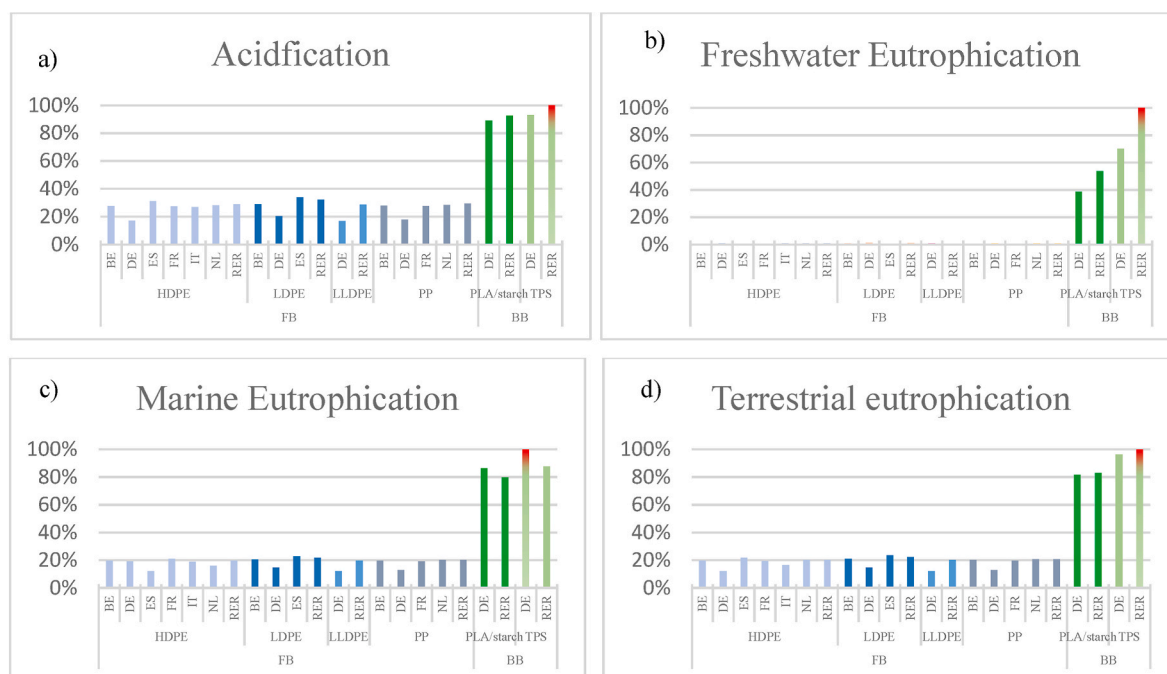 a)
Acidfication
100%
80%
60%
40%
20%
0%
BE DE ES FR IT NL RER BE DE ES RER DE RER BE DE FR NL RER DE RER DE RER
HDPE LDPE LLDPE PP PLA/starch TPS
FB BB
b)
Freshwater Eutrophication
100%
80%
60%
40%
20%
0%
BE DE ES FR IT NL RER BE DE ES RER DE RER BE DE FR NL RER DE RER DE RER
HDPE LDPE LLDPE PP PLA/starch TPS
FB BB
c)
Marine Eutrophication
100%
80%
60%
40%
20%
0%
BE DE ES FR IT NL RER BE DE ES RER DE RER BE DE FR NL RER DE RER DE RER
HDPE LDPE LLDPE PP PLA/starch TPS
FB BB
d)
Terrestrial eutrophication
100%
80%
60%
40%
20%
0%
BE DE ES FR IT NL RER BE DE ES RER DE RER BE DE FR NL RER DE RER DE RER
HDPE LDPE LLDPE PP PLA/starch TPS
FB BB